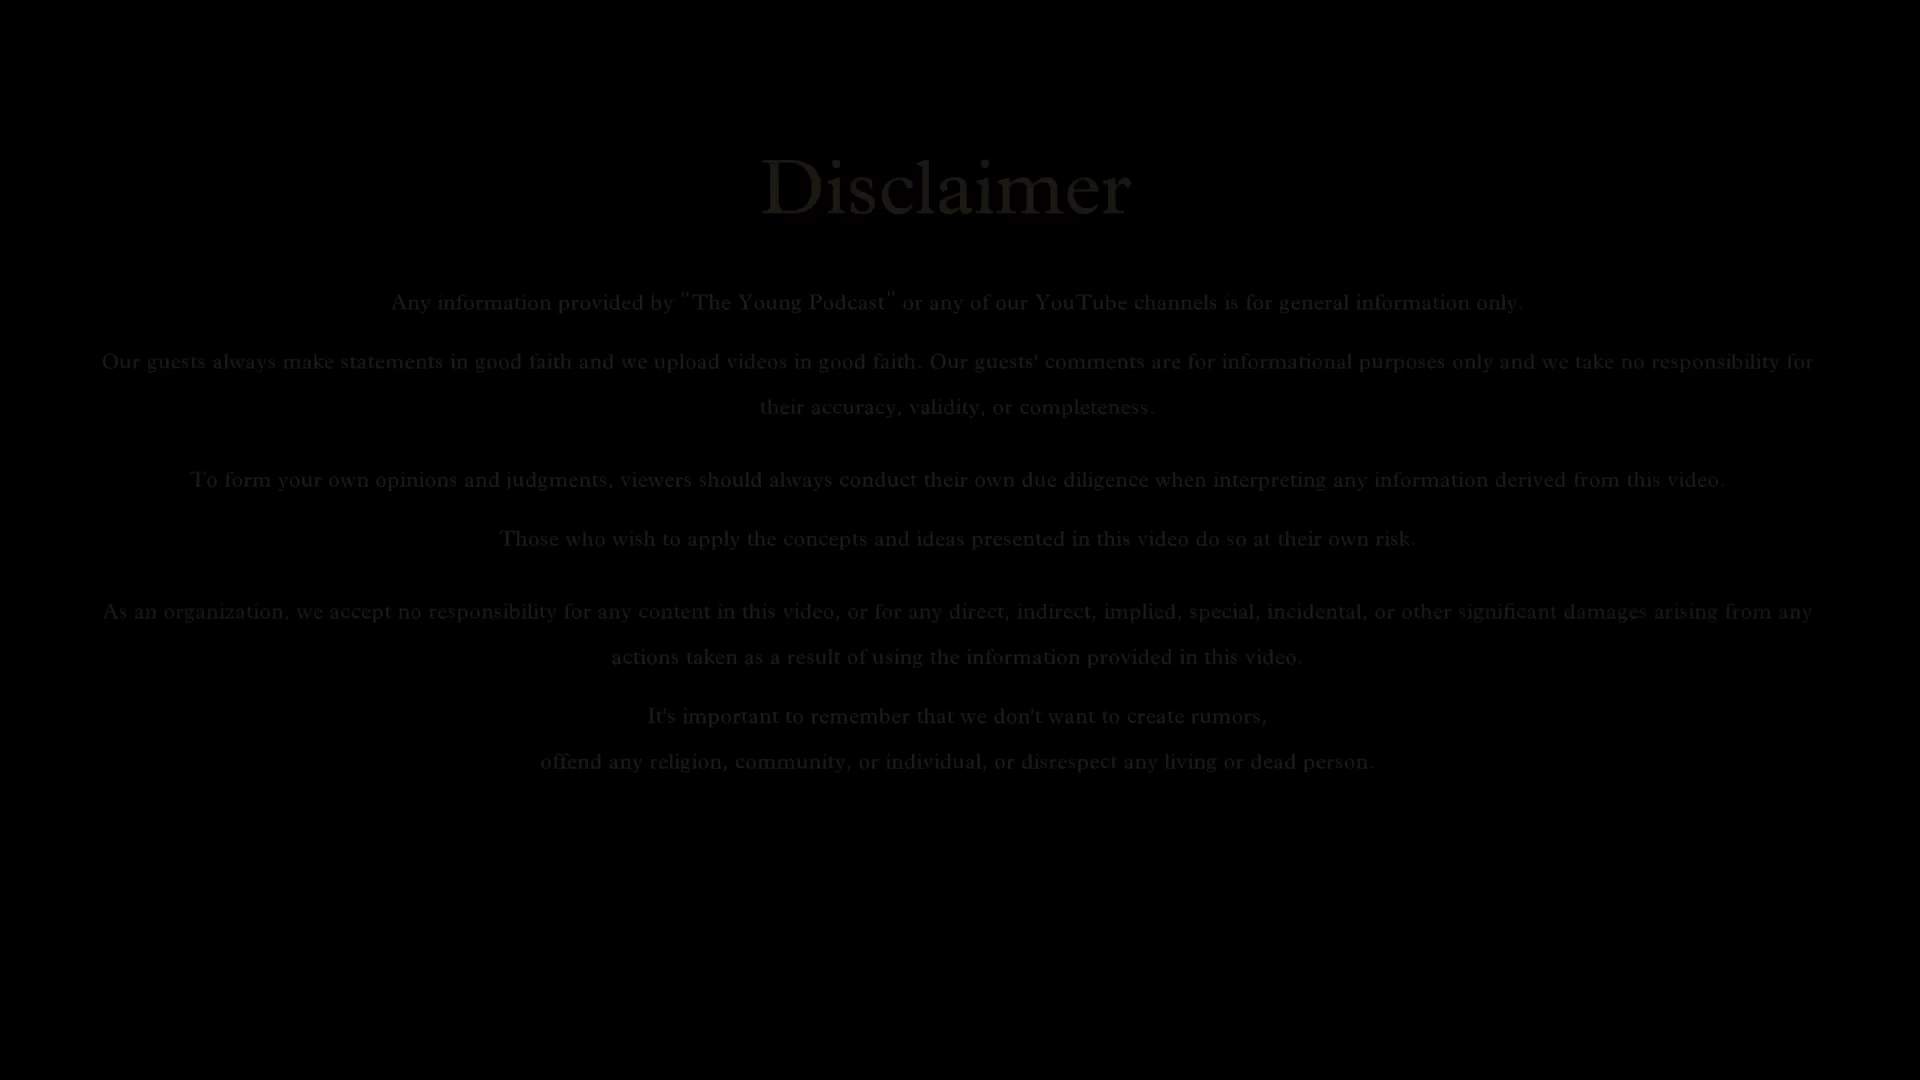 Disclaimer
Any information provided by "The Young Podcast" or any of our YouTube channels is for general information only.
Our guests always make statements in good faith and we upload videos in good faith. Our guests' comments are for informational purposes only and we take no responsibility for
their accuracy, validity, or completeness.
To form your own opinions and judgments, viewers should always conduct their own due diligence when interpreting any information derived from this video.
Those who wish to apply the concepts and ideas presented in this video do so at their own risk.
As an organization, we accept no responsibility for any content in this video, or for any direct, indirect, implied, special, incidental, or other significant damages arising from any
actions taken as a result of using the information provided in this video.
It's important to remember that we don't want to create rumors,
offend any religion, community, or individual, or disrespect any living or dead person.